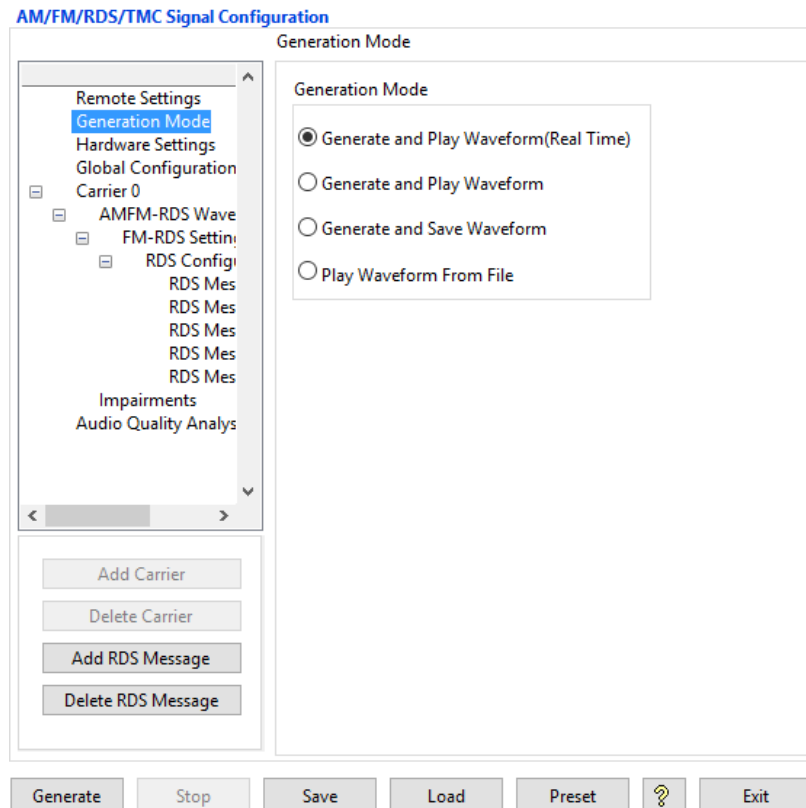 AM/FM/RDS/TMC Signal Configuration
Generation Mode
Remote Settings
Generation Mode
Hardware Settings
Global Configuration
Carrier 0
AMFM-RDS Wave
FM-RDS Setting
RDS Config
RDS Mes
RDS Mes
RDS Mes
RDS Mes
RDS Mes
Impairments
Audio Quality Analys
Add Carrier
Delete Carrier
Add RDS Message
Delete RDS Message
Generation Mode
Generate and Play Waveform(Real Time)
Generate and Play Waveform
Generate and Save Waveform
Play Waveform From File
Generate
Stop
Save
Load
Preset
?
Exit